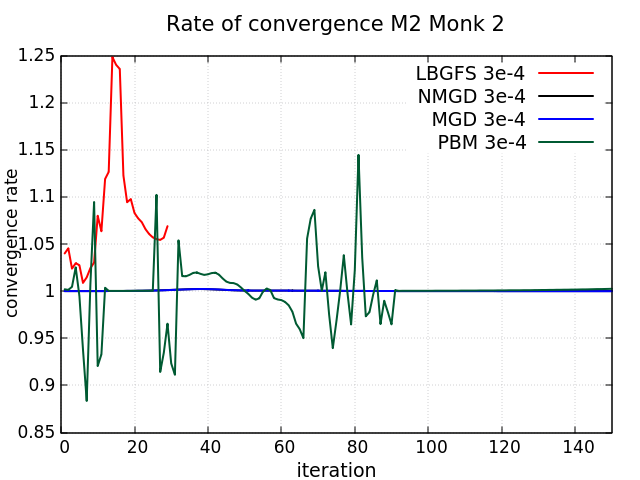 Rate of convergence M2 Monk 2
LBGFS 3e-4
NMGD 3e-4
MGD 3e-4
PBM 3e-4
convergence rate
1.25
1.2
1.15
1.1
1.05
1
0.95
0.9
0.85
0 20 40 60 80 100 120 140
iteration